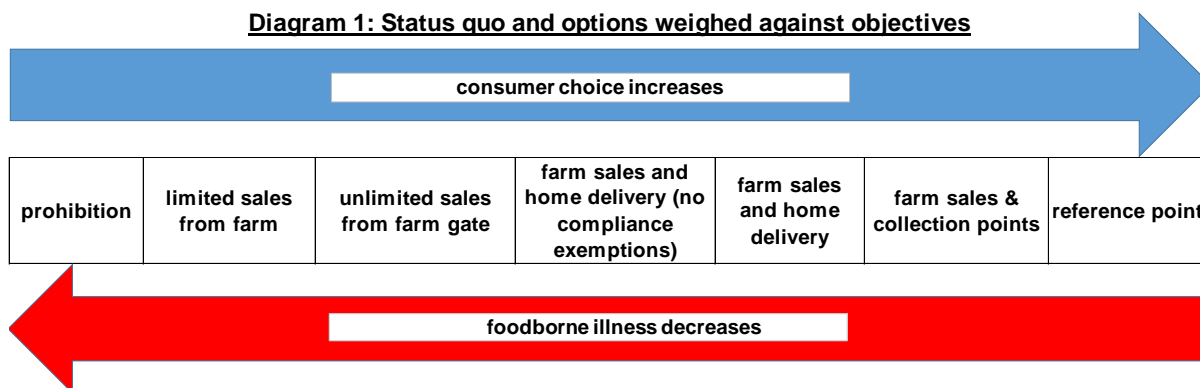 Diagram 1: Status quo and options weighed against objectives
consumer choice increases
prohibition
limited sales
from farm
unlimited sales
from farm gate
farm sales and
home delivery (no
compliance
exemptions)
farm sales
and home
delivery
farm sales &
collection points
reference point
foodborne illness decreases